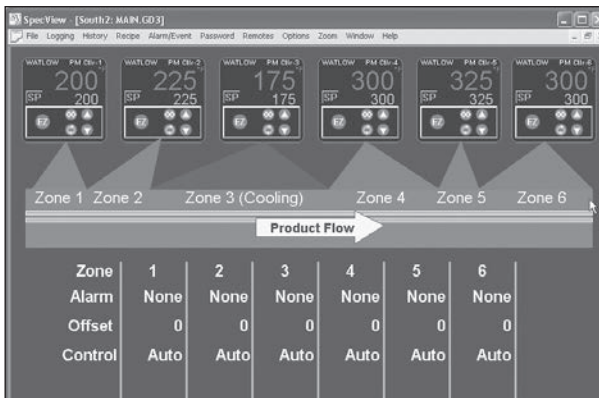 SpecView - [South2: MAIN.GD3]
File Logging History Recipe Alarm/Event Password Remotes Options Zoom Window Help
WATLOW PM Ctlr-1 WATLOW PM Ctlr-2 WATLOW PM Ctlr-3 WATLOW PM Ctlr-4 WATLOW PM Ctlr-5 WATLOW PM Ctlr-6
200 225 175 300 325 300
SP 200 SP 225 SP 175 SP 300 SP 325 SP 300
EZ EZ EZ EZ EZ EZ
Zone 1 Zone 2 Zone 3 (Cooling) Zone 4 Zone 5 Zone 6
Product Flow
Zone 1 2 3 4 5 6
Alarm None None None None None None
Offset 0 0 0 0 0 0
Control Auto Auto Auto Auto Auto Auto